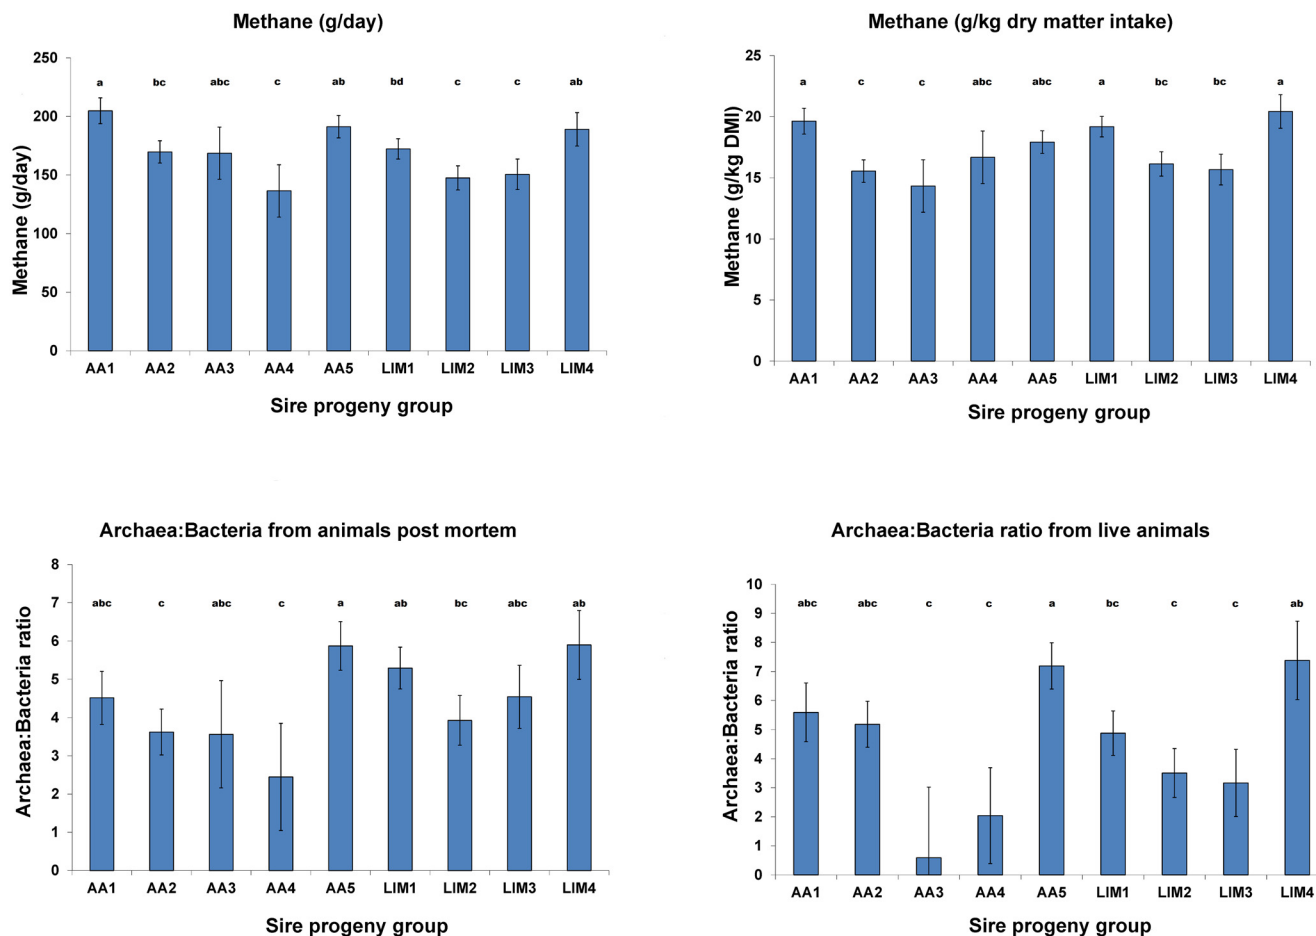 Methane (g/day)
Methane (g/day)
250
200
150
100
50
0
a bc abc c ab bd c c ab
AA1 AA2 AA3 AA4 AA5 LIM1 LIM2 LIM3 LIM4
Sire progeny group
Methane (g/kg dry matter intake)
Methane (g/kg DMI)
25
20
15
10
5
0
a c c abc abc a bc bc a
AA1 AA2 AA3 AA4 AA5 LIM1 LIM2 LIM3 LIM4
Sire progeny group
Archaea:Bacteria from animals post mortem
Archaea:Bacteria ratio
8
7
6
5
4
3
2
1
0
abc c abc c a ab bc abc ab
AA1 AA2 AA3 AA4 AA5 LIM1 LIM2 LIM3 LIM4
Sire progeny group
Archaea:Bacteria ratio from live animals
Archaea:Bacteria ratio
10
9
8
7
6
5
4
3
2
1
0
abc abc c c a bc c c ab
AA1 AA2 AA3 AA4 AA5 LIM1 LIM2 LIM3 LIM4
Sire progeny group